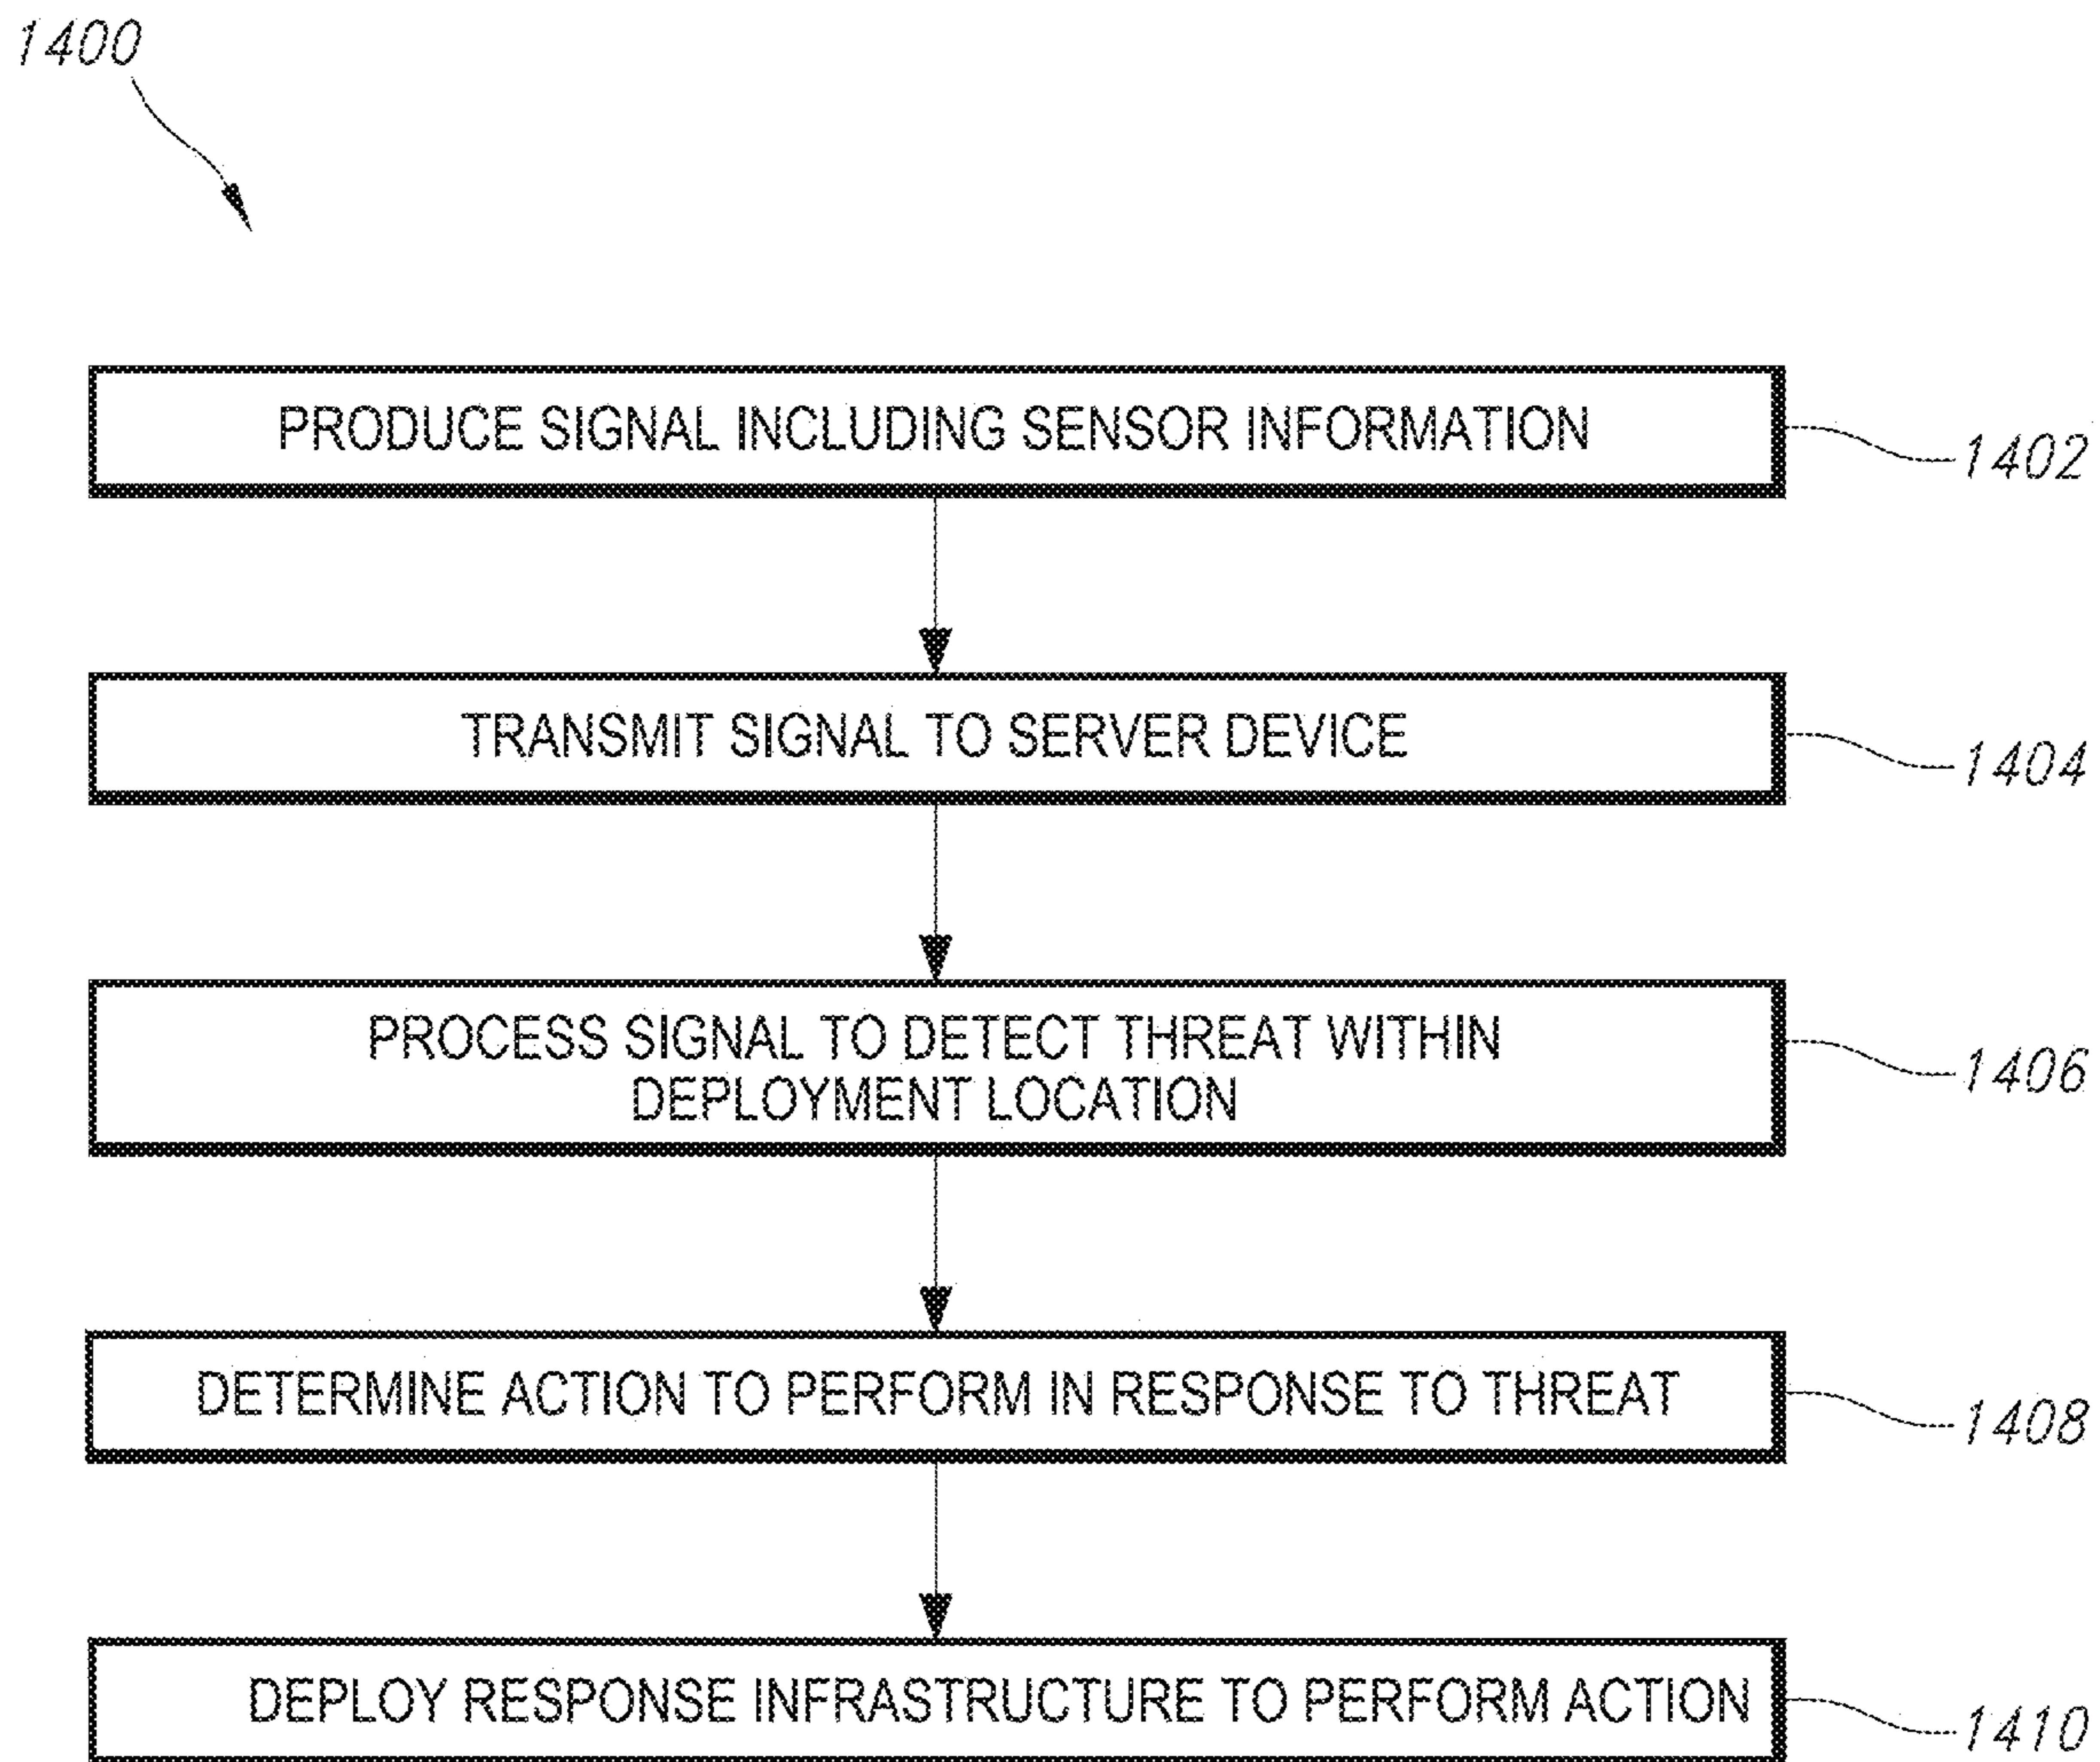 1400
PRODUCE SIGNAL INCLUDING SENSOR INFORMATION
1402
TRANSMIT SIGNAL TO SERVER DEVICE
1404
PROCESS SIGNAL TO DETECT THREAT WITHIN
DEPLOYMENT LOCATION
1406
DETERMINE ACTION TO PERFORM IN RESPONSE TO THREAT
1408
DEPLOY RESPONSE INFRASTRUCTURE TO PERFORM ACTION
1410